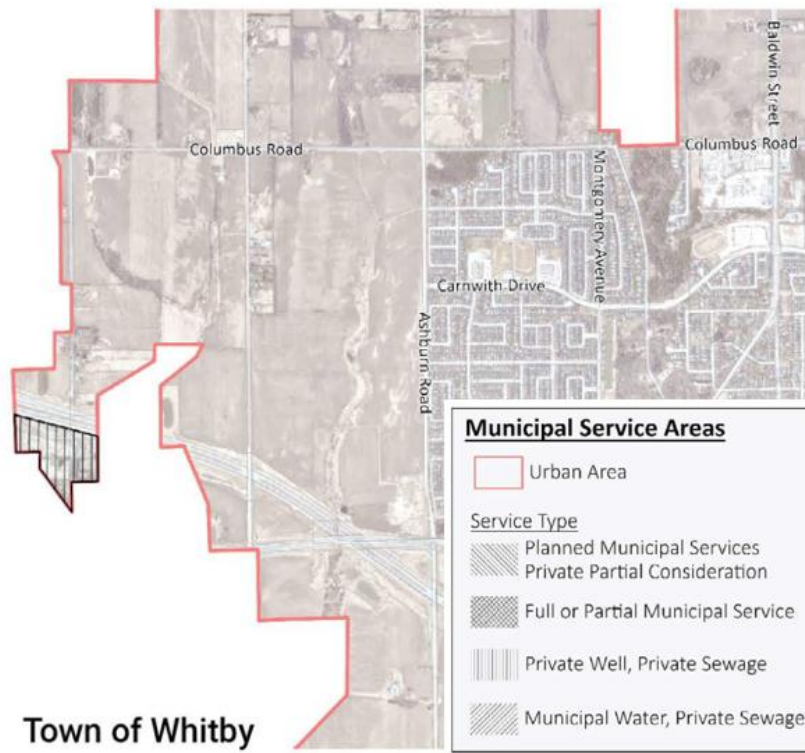 Baldwin Street
Columbus Road
Columbus Road
Montgomery Avenue
Carnwith Drive
Ashburn Road
Municipal Service Areas
Urban Area
Service Type
Planned Municipal Services
Private Partial Consideration
Full or Partial Municipal Service
Private Well, Private Sewage
Municipal Water, Private Sewage
Town of Whitby